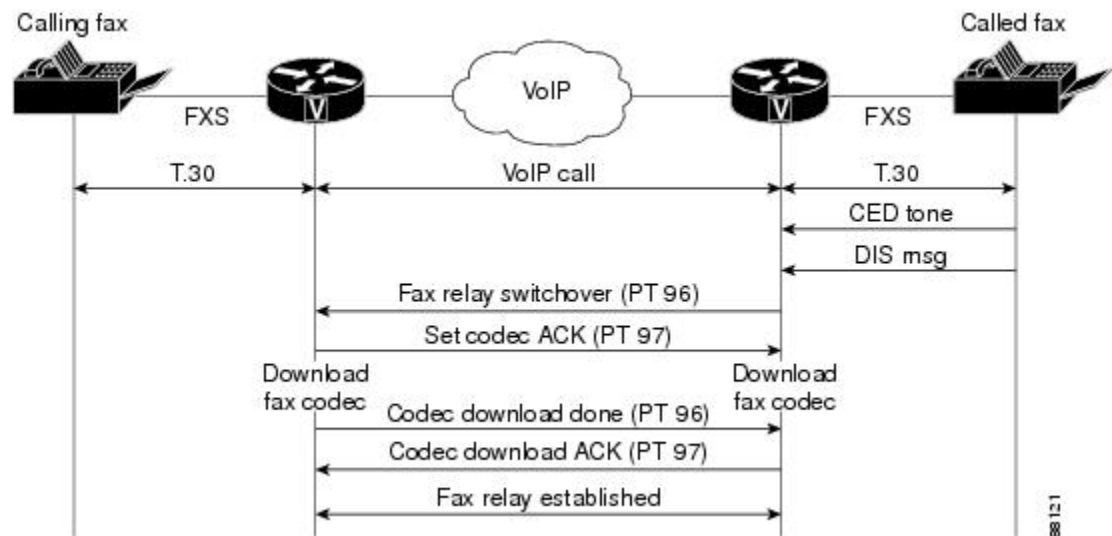 Calling fax
Called fax
VoIP
FXS
FXS
V
V
T.30
VoIP call
T.30
CED tone
DIS msg
Fax relay switchover (PT 96)
Set codec ACK (PT 97)
Download
fax codec
Download
fax codec
Codec download done (PT 96)
Codec download ACK (PT 97)
Fax relay established
88121